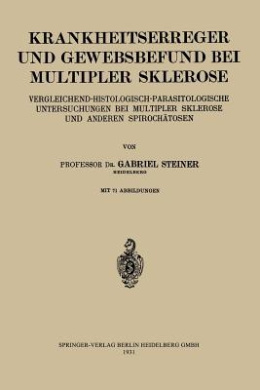 KRANKHEITSERREGER
UND GEWEBSBEFUND BEI
MULTIPLER SKLEROSE
VERGLEICHEND-HISTOLOGISCH-PARASITOLOGISCHE
UNTERSUCHUNGEN BEI MULTIPLER SKLEROSE
UND ANDEREN SPIROCHÄTOSEN
VON
PROFESSOR DR. GABRIEL STEINER
HEIDELBERG
MIT 71 ABBILDUNGEN
SPRINGER-VERLAG BERLIN HEIDELBERG GMBH
1931